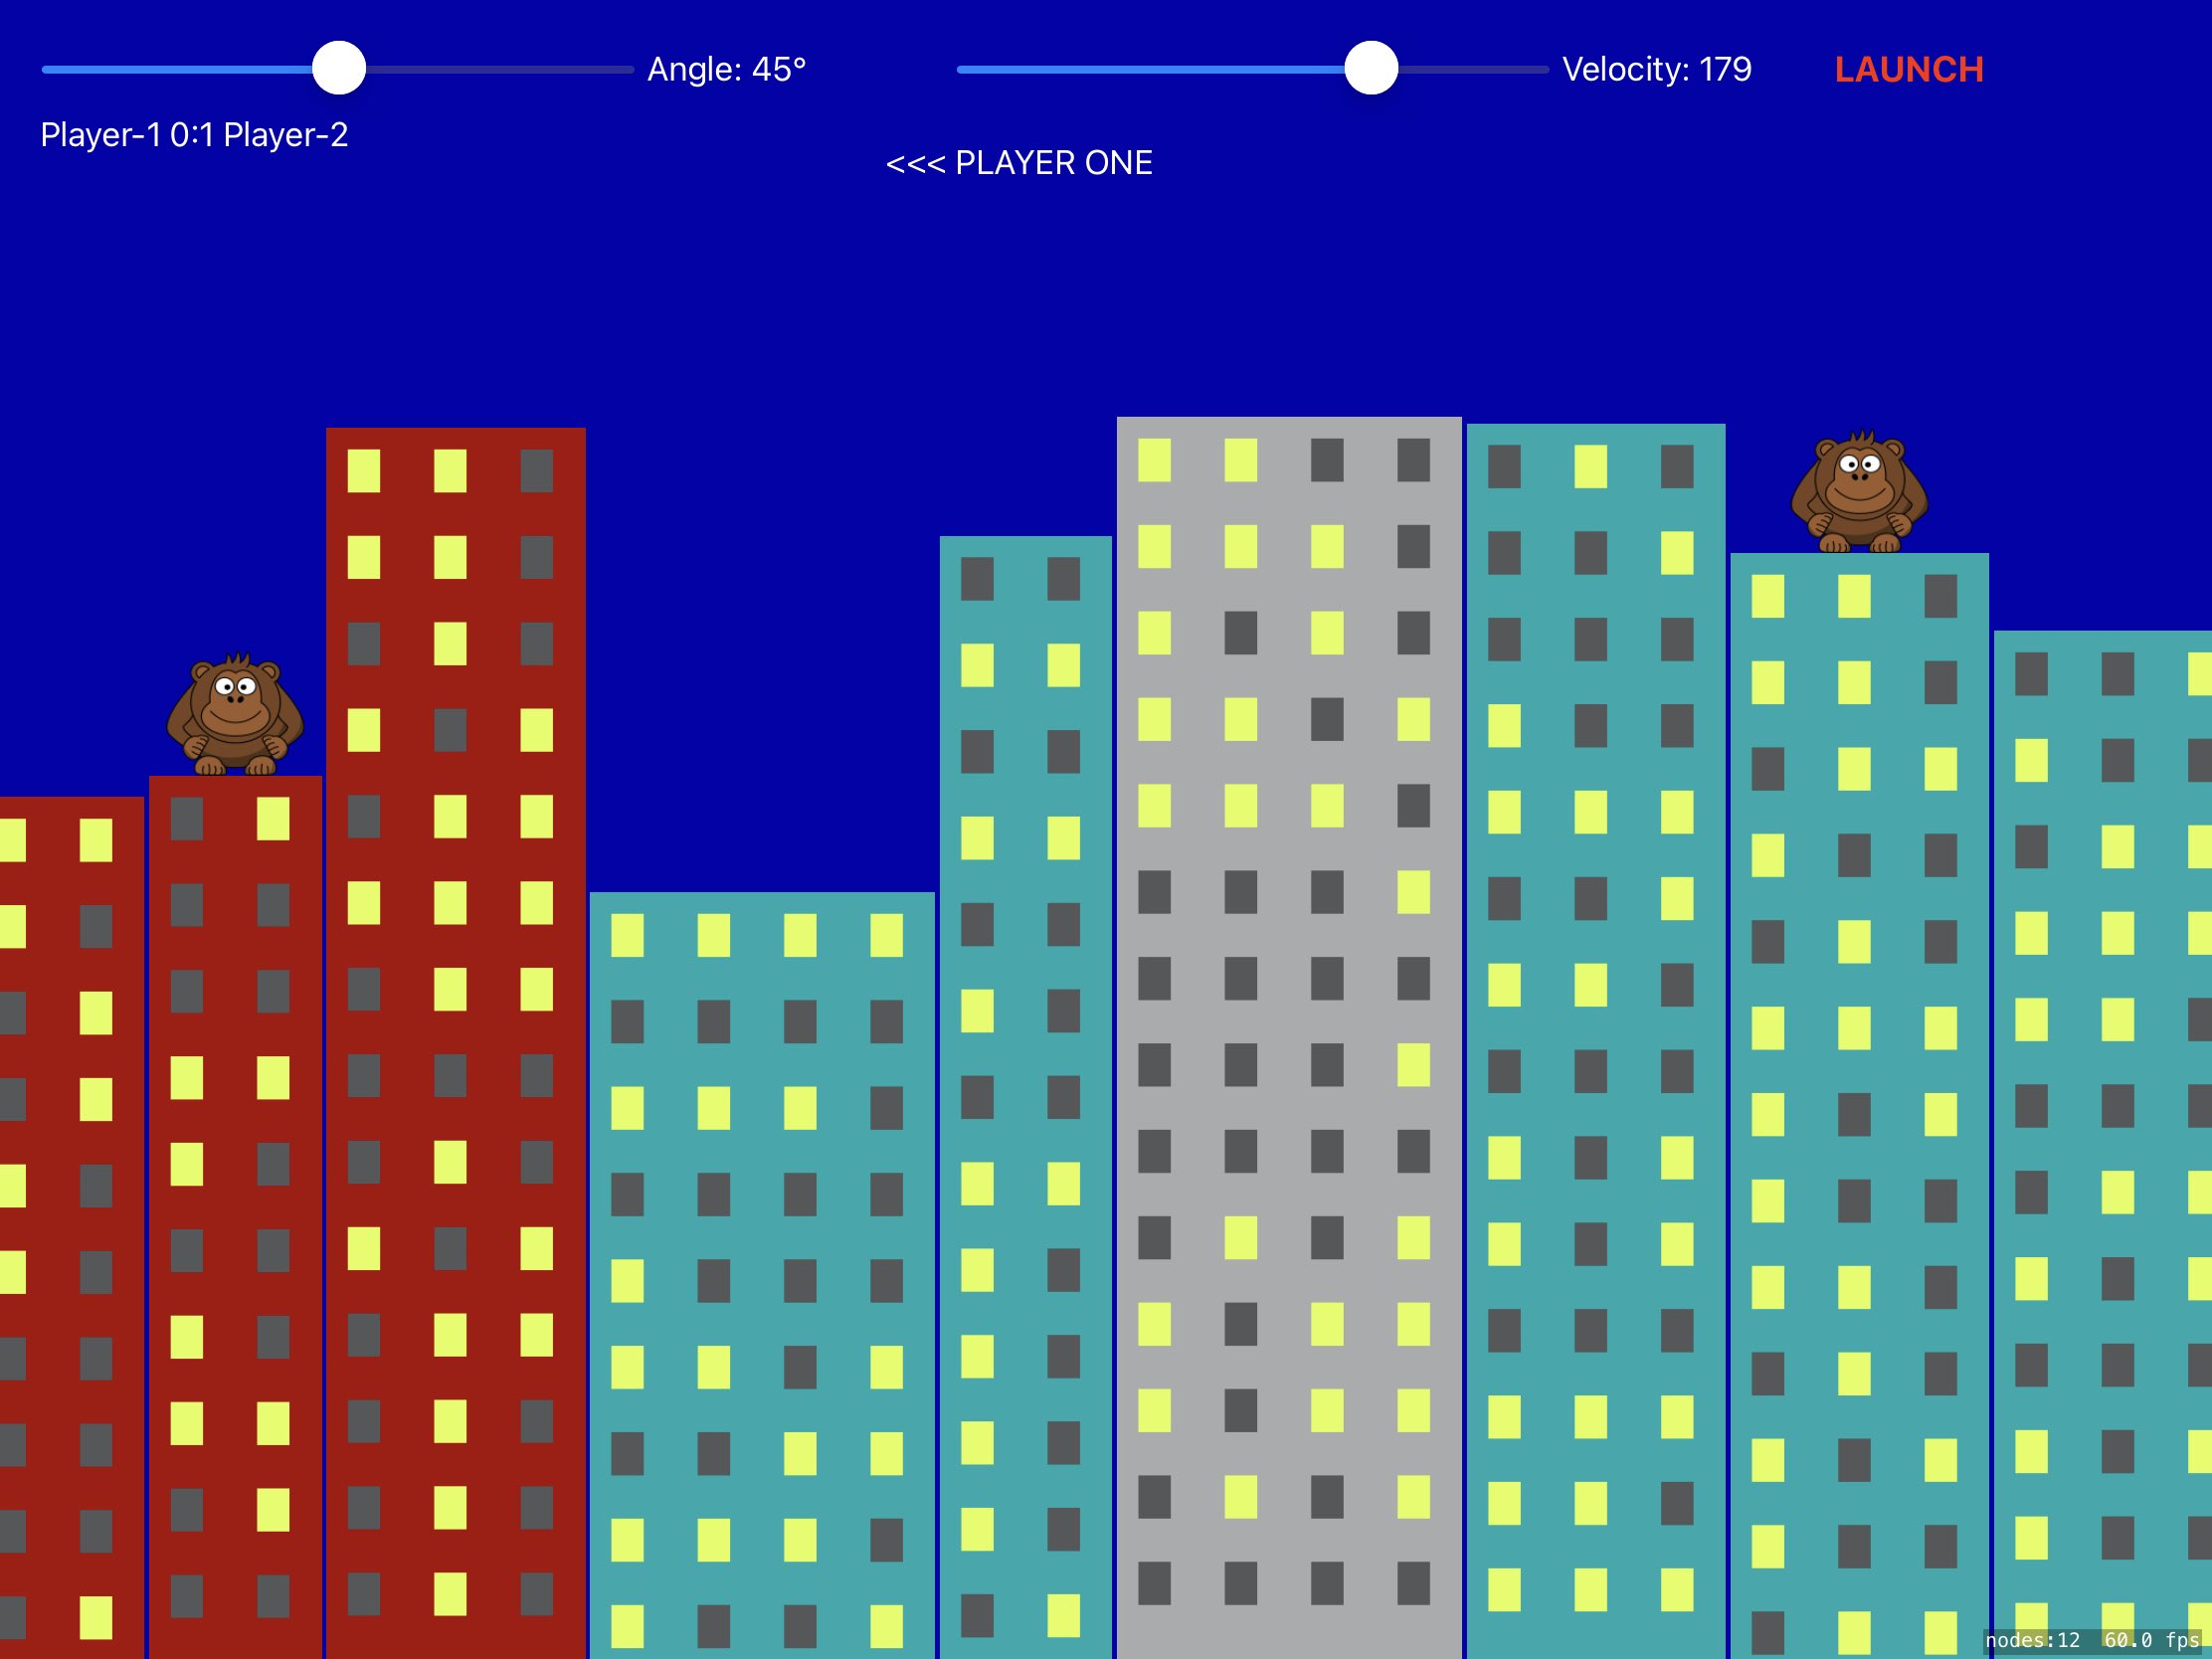 Angle: 45° Velocity: 179 LAUNCH
Player-1 0:1 Player-2
<<< PLAYER ONE
nodes:12 60.0 fps